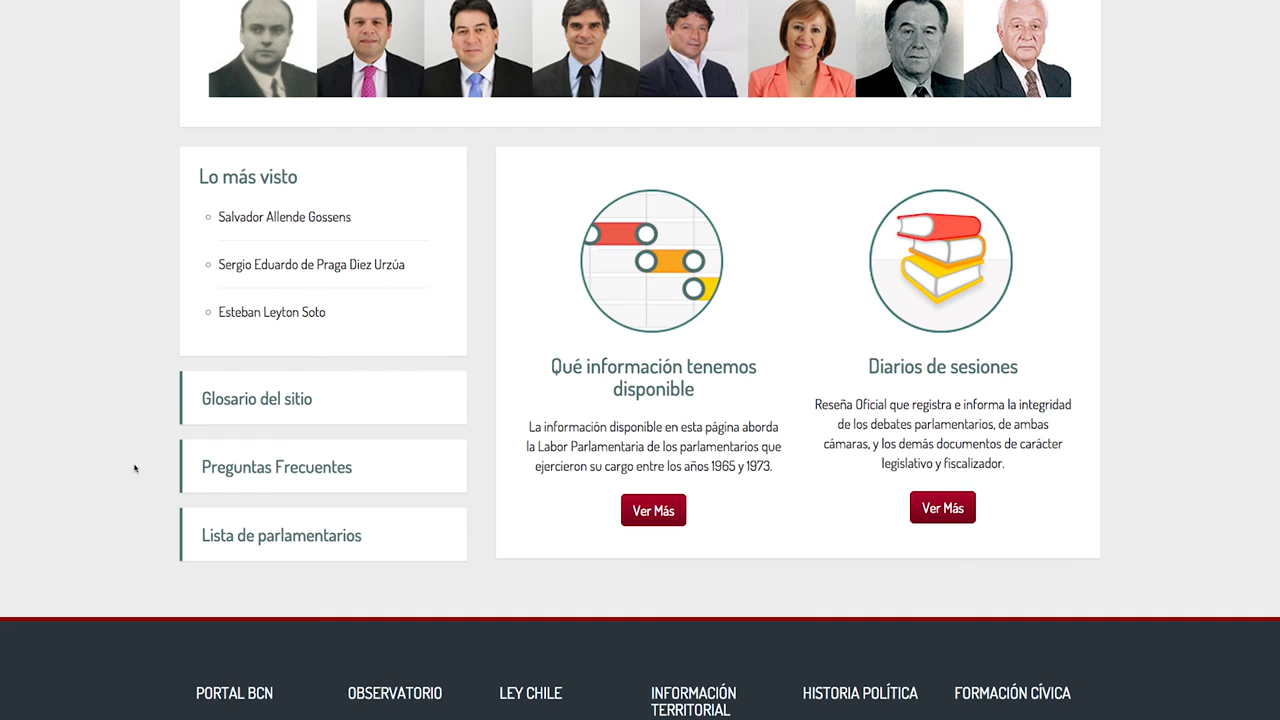 Lo más visto
Salvador Allende Gossens
Sergio Eduardo de Praga Diez Urzúa
Esteban Leyton Soto
Glosario del sitio
Preguntas Frecuentes
Lista de parlamentarios
Qué información tenemos
disponible
La información disponible en esta página aborda
la Labor Parlamentaria de los parlamentarios que
ejercieron su cargo entre los años 1965 y 1973.
Ver Más
Diarios de sesiones
Reseña Oficial que registra e informa la integridad
de los debates parlamentarios, de ambas
cámaras, y los demás documentos de carácter
legislativo y fiscalizador.
Ver Más
PORTAL BCN
OBSERVATORIO
LEY CHILE
INFORMACIÓN
TERRITORIAL
HISTORIA POLÍTICA
FORMACIÓN CÍVICA